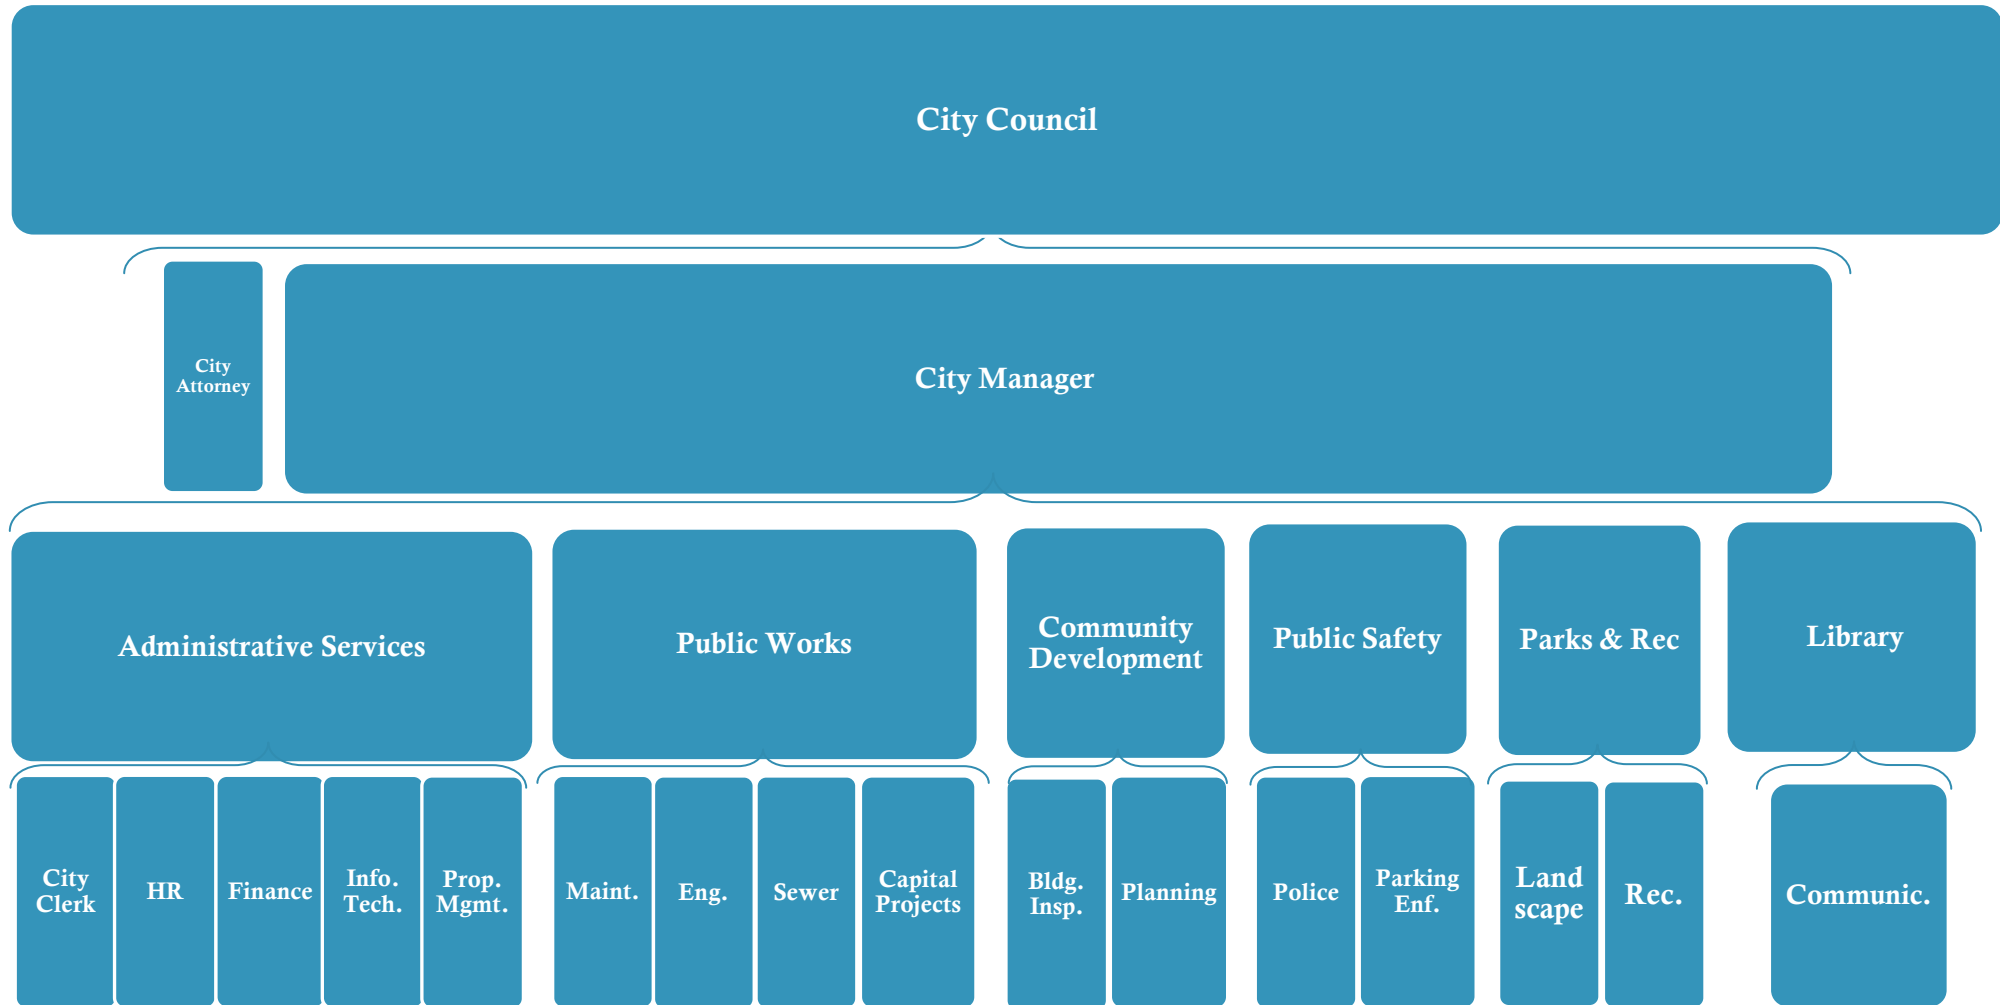 City Council
City
Attorney
City Manager
Administrative Services
Public Works
Community
Development
Public Safety
Parks & Rec
Library
City
Clerk
HR
Finance
Info.
Tech.
Prop.
Mgmt.
Maint.
Eng.
Sewer
Capital
Projects
Bldg.
Insp.
Planning
Police
Parking
Enf.
Land
scape
Rec.
Communic.